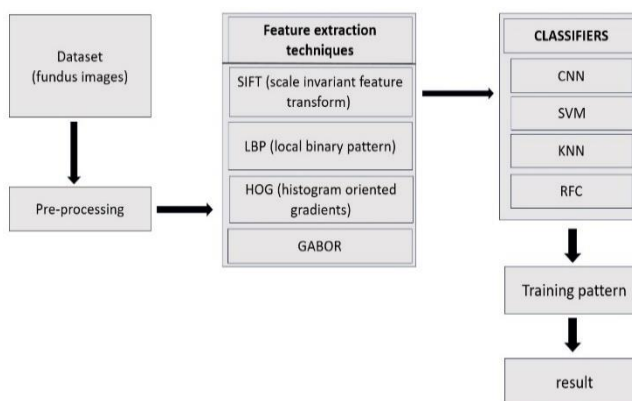 Dataset
(fundus images)
Pre-processing
Feature extraction
techniques
SIFT (scale invariant feature
transform)
LBP (local binary pattern)
HOG (histogram oriented
gradients)
GABOR
CLASSIFIERS
CNN
SVM
KNN
RFC
Training pattern
result